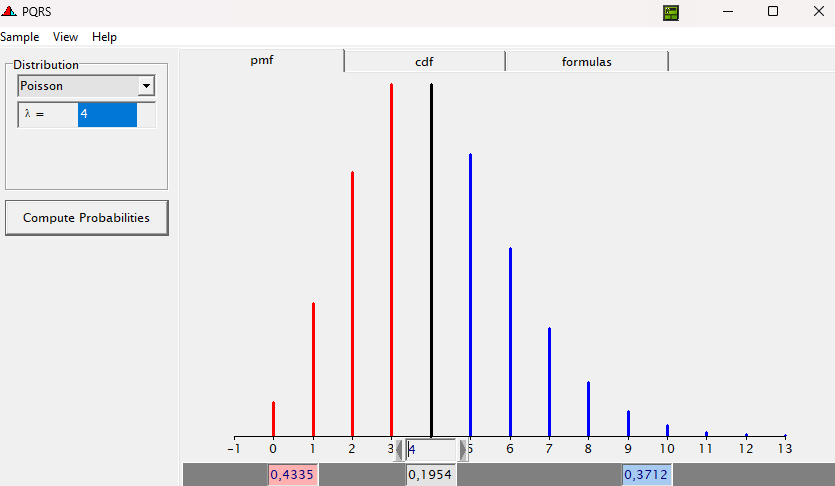 PQRS
Sample View Help
Distribution
Poisson
λ = 4
Compute Probabilities
pmf cdf formulas
-1 0 1 2 3 4 5 6 7 8 9 10 11 12 13
0,4335 0,1954 0,3712